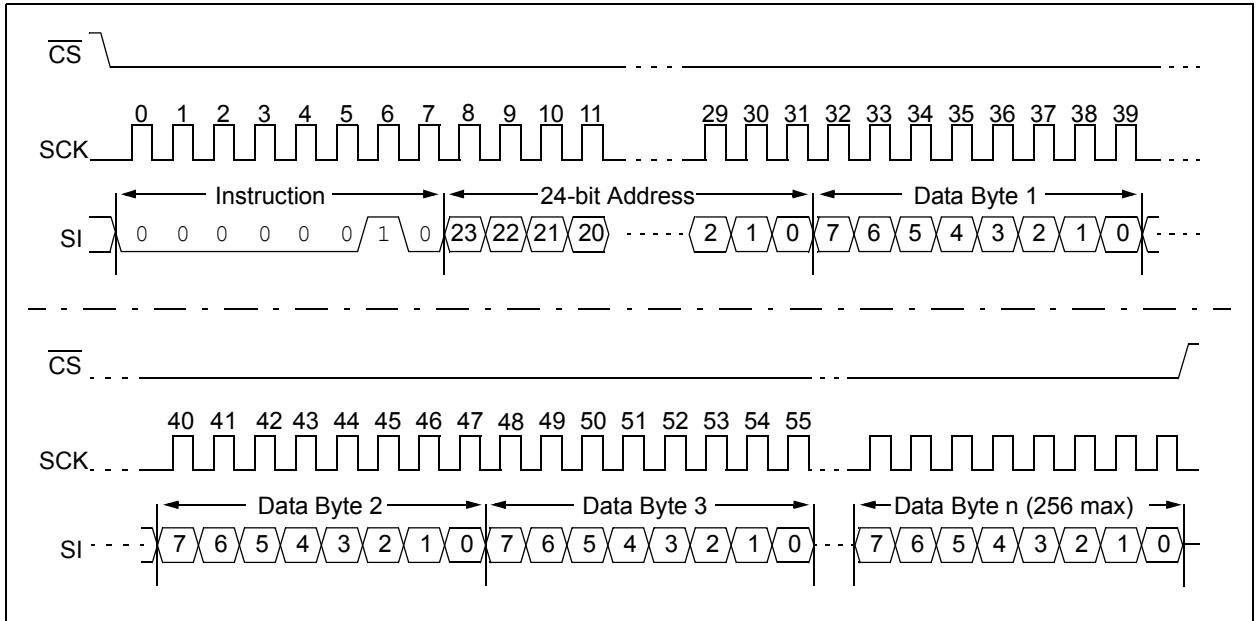 CS
0 1 2 3 4 5 6 7 8 9 10 11 29 30 31 32 33 34 35 36 37 38 39
SCK
Instruction 24-bit Address Data Byte 1
SI 0 0 0 0 0 0 1 0 23 22 21 20 2 1 0 7 6 5 4 3 2 1 0
CS
40 41 42 43 44 45 46 47 48 49 50 51 52 53 54 55
SCK
Data Byte 2 Data Byte 3 Data Byte n (256 max)
SI 7 6 5 4 3 2 1 0 7 6 5 4 3 2 1 0 7 6 5 4 3 2 1 0